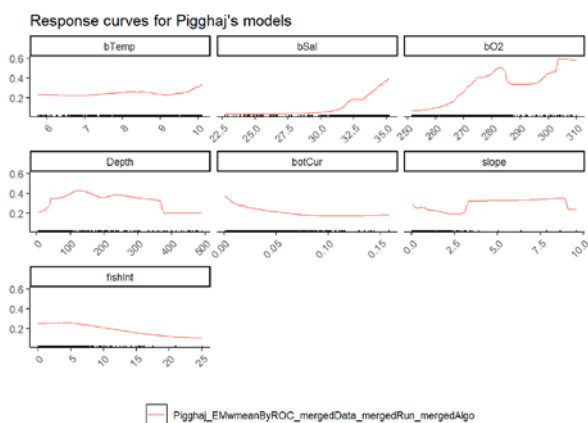 Response curves for Pigghaj's models
bTemp bSal bO2
0.6
0.4
0.2
6 7 8 9 10 22.5 25.0 27.5 30.0 32.5 35.0 250 260 270 280 290 300 310
Depth botCur slope
0.6
0.4
0.2
0 100 200 300 400 500 0.00 0.05 0.10 0.15 0.0 2.5 5.0 7.5 10.0
fishInt
0.6
0.4
0.2
0 5 10 15 20 25
Pigghaj_EMwmeanByROC_mergedData_mergedRun_mergedAlgo